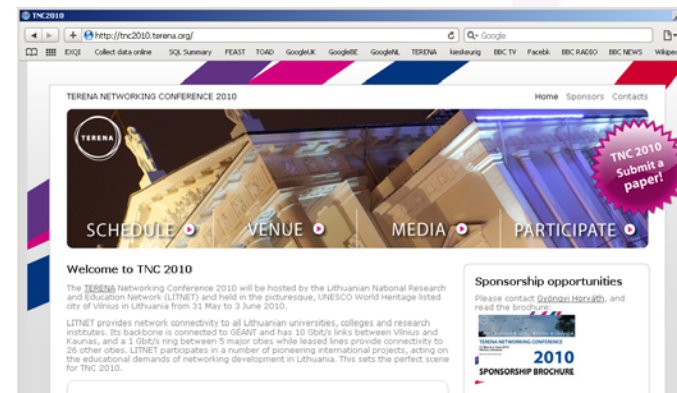 TNC2010
http://tnc2010.terena.org/
Google
EXQI Collect data online SQL Summary FEAST TOAD GoogleUK GoogleBE GoogleNL TERENA kieskeurig BBC TV Facebk BBC RADIO BBC NEWS
TERENA NETWORKING CONFERENCE 2010
Home Sponsors Contacts
TERENA
TNC 2010
Submit a
paper!
SCHEDULE VENUE MEDIA PARTICIPATE
Welcome to TNC 2010
The TERENA Networking Conference 2010 will be hosted by the Lithuanian National Research
and Education Network (LITNET) and held in the picturesque, UNESCO World Heritage listed
city of Vilnius in Lithuania from 31 May to 3 June 2010.
LITNET provides network connectivity to all Lithuanian universities, colleges and research
institutes. Its backbone is connected to GÉANT and has 10 Gbit/s links between Vilnius and
Kaunas, and a 1 Gbit/s ring between 5 major cities while leased lines provide connectivity to
26 other cities. LITNET participates in a number of pioneering international projects, acting on
the educational demands of networking development in Lithuania. This sets the perfect scene
for TNC 2010.
Sponsorship opportunities
Please contact Gyöngyi Horváth, and
read the brochure:
TERENA NETWORKING CONFERENCE
2010
SPONSORSHIP BROCHURE